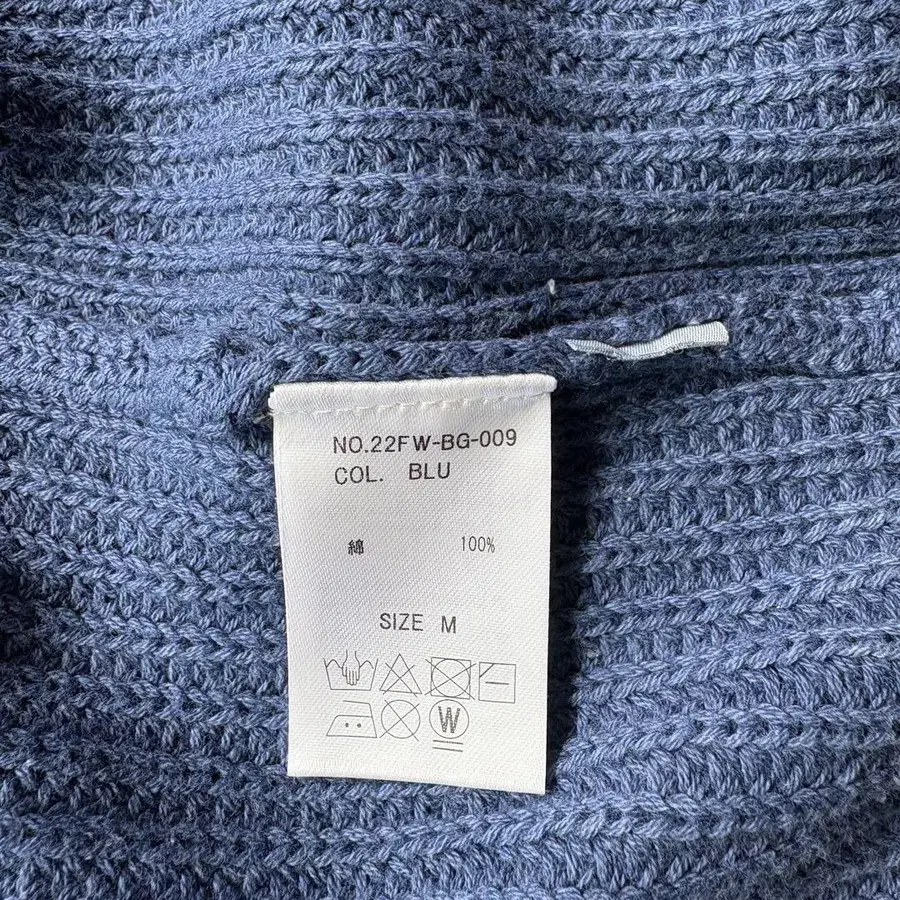 NO.22FW-BG-009
COL. BLU
綿 100%
SIZE M
W